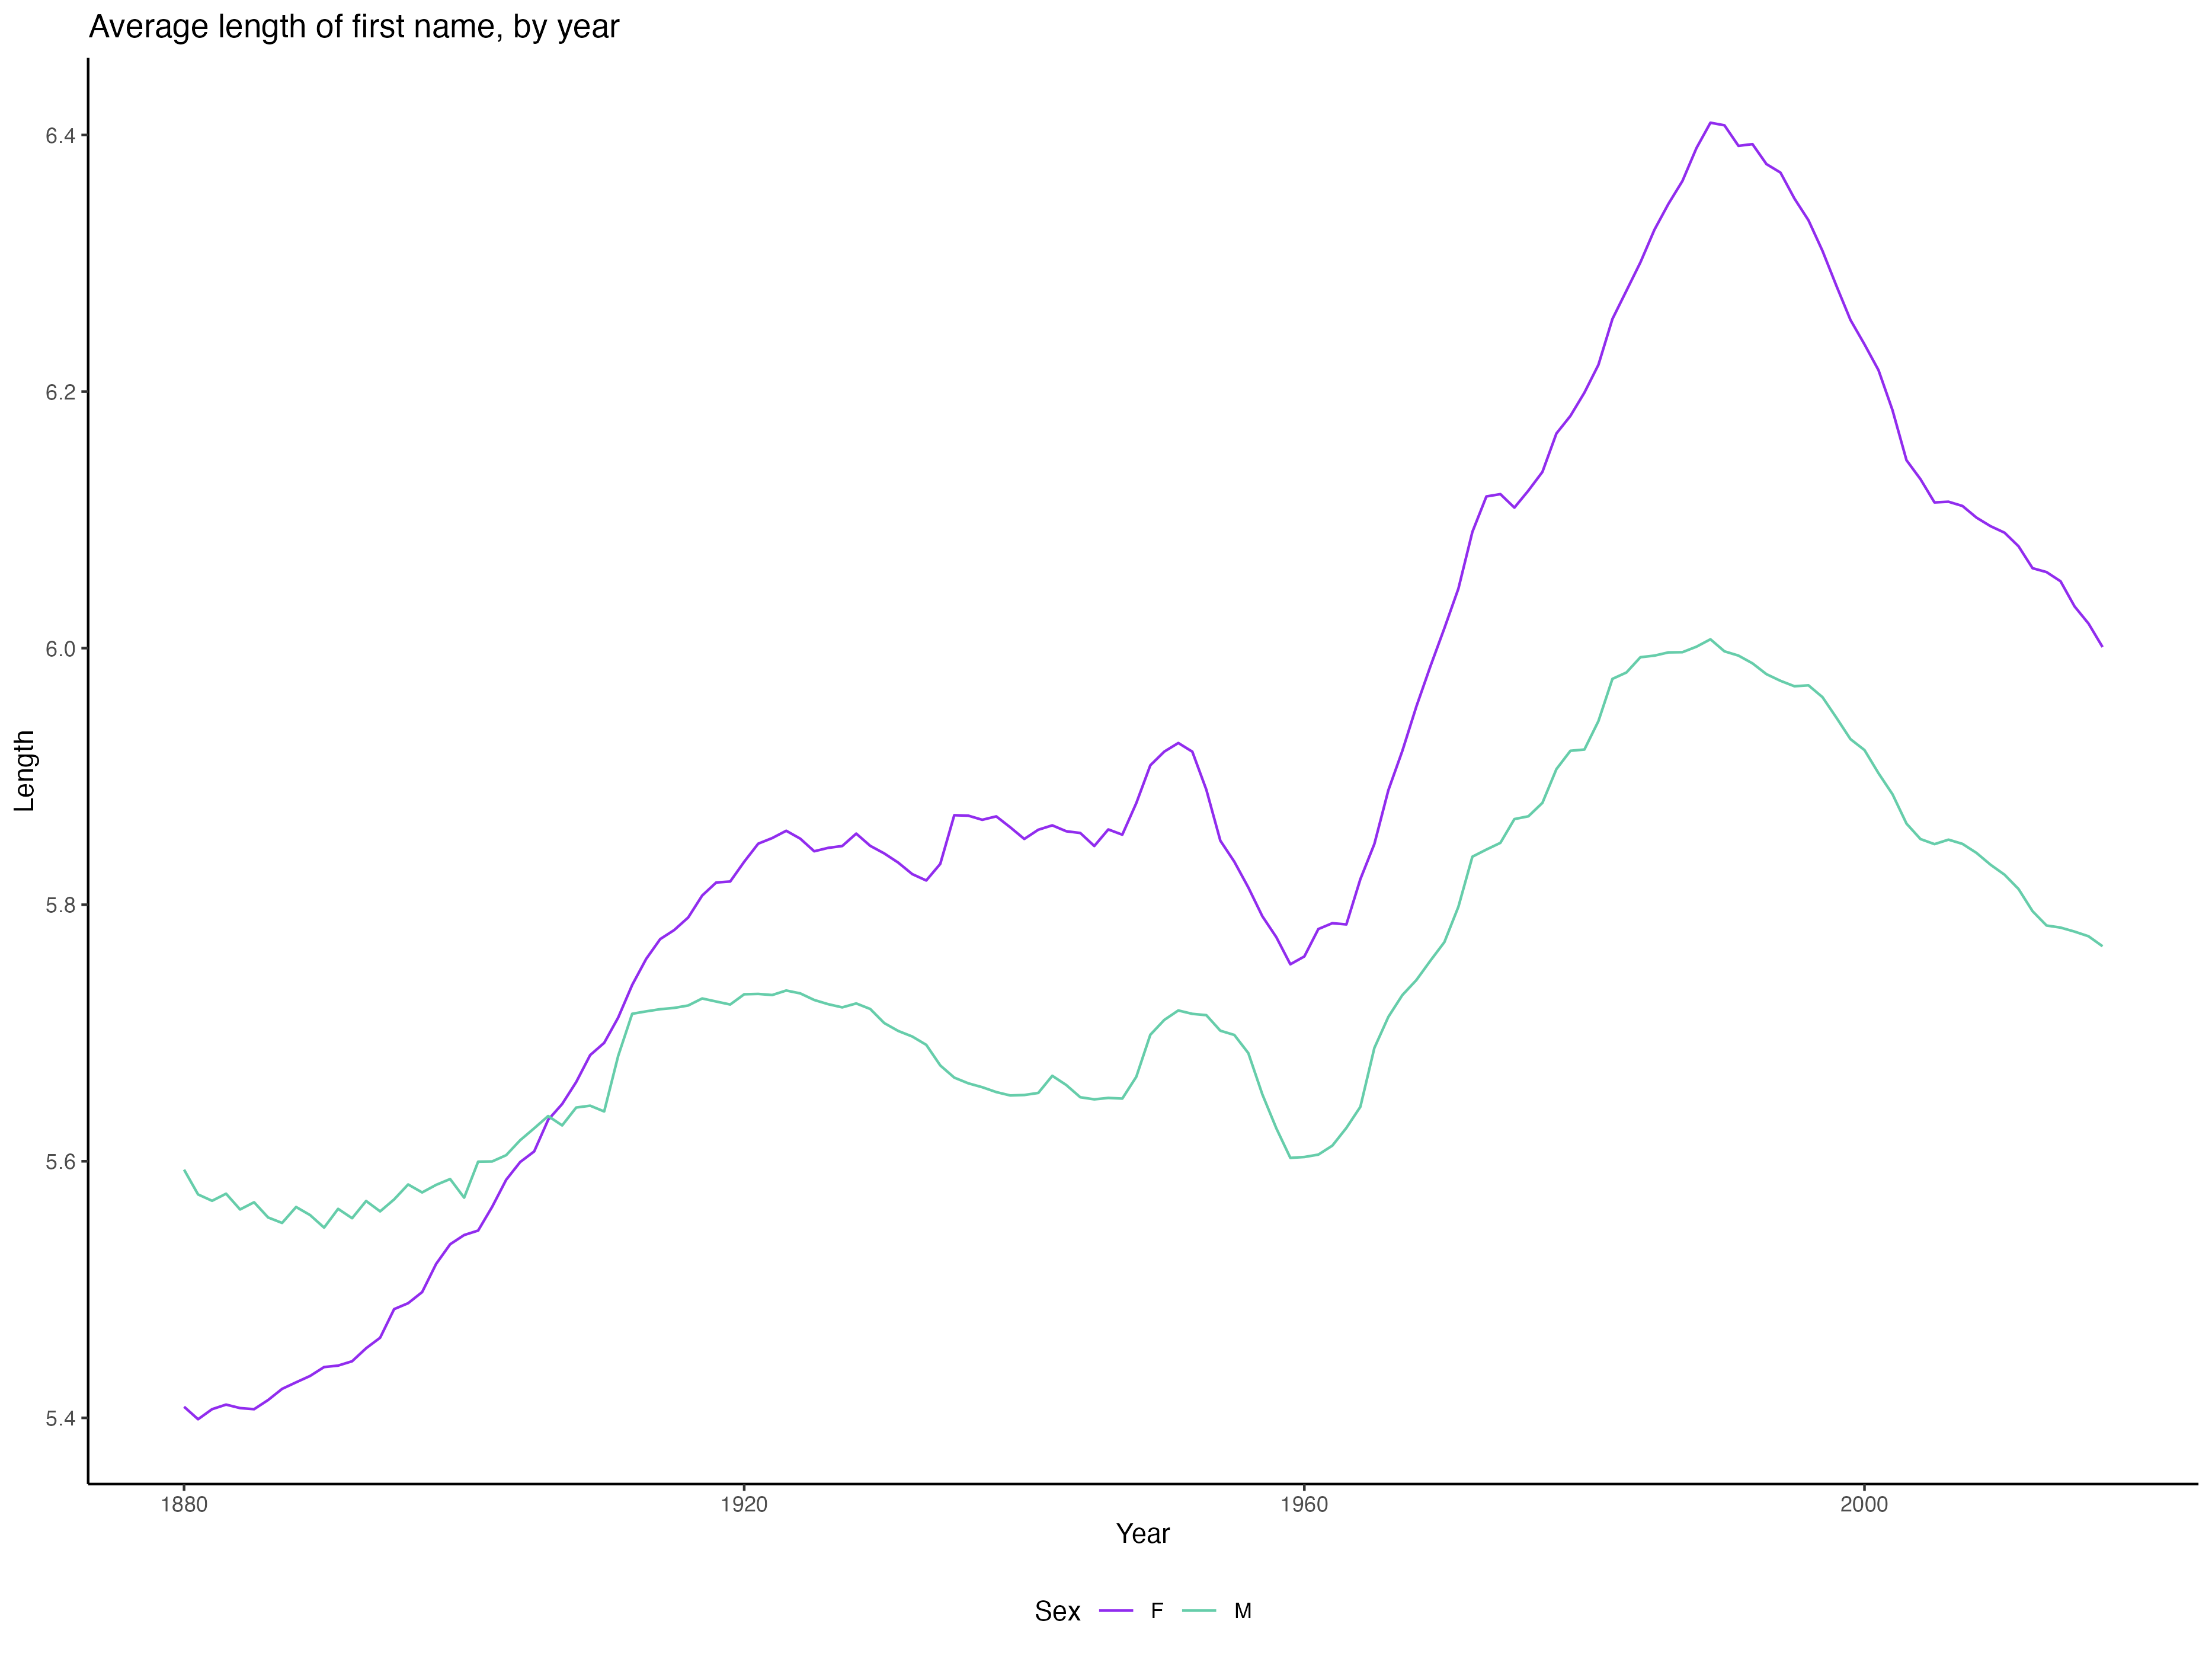 Average length of first name, by year
6.4
6.2
6.0
5.8
5.6
5.4
Length
1880 1920 1960 2000
Year
Sex F M